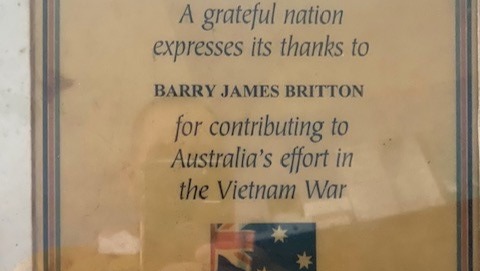 A grateful nation
expresses its thanks to
BARRY JAMES BRITTON
for contributing to
Australia's effort in
the Vietnam War